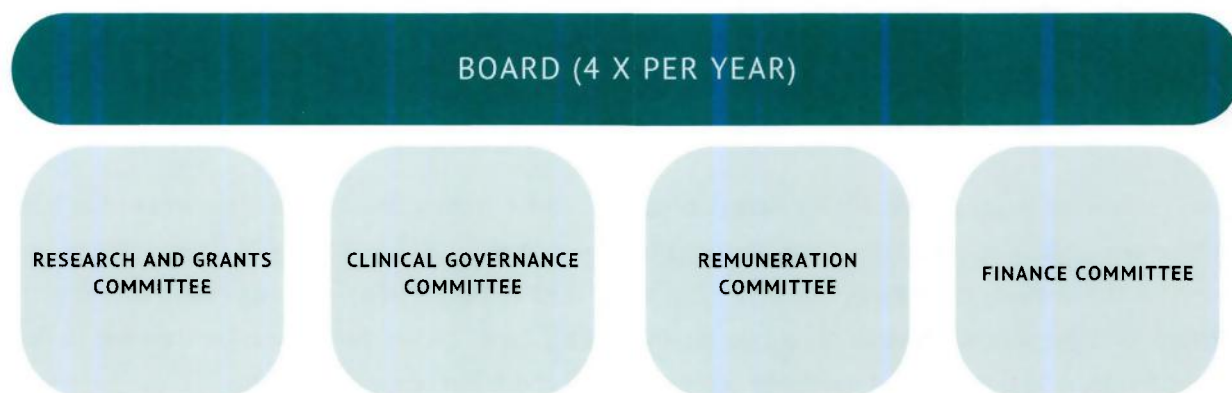 BOARD (4 X PER YEAR)
RESEARCH AND GRANTS
COMMITTEE
CLINICAL GOVERNANCE
COMMITTEE
REMUNERATION
COMMITTEE
FINANCE COMMITTEE